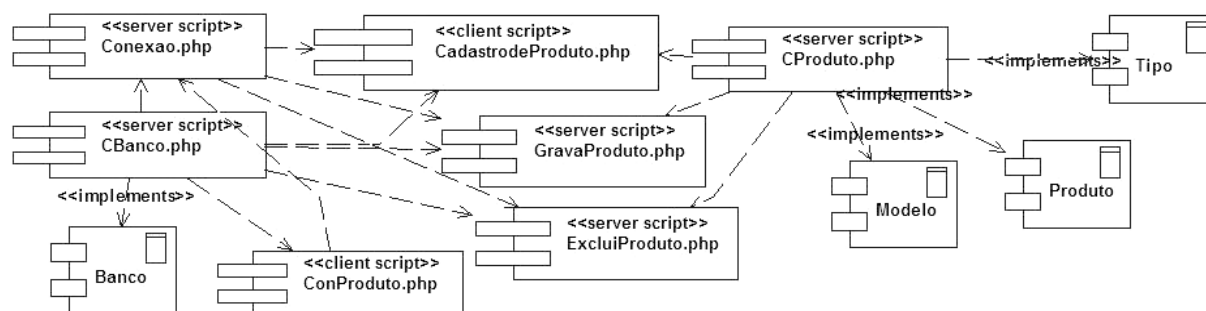 <<server script>>
Conexao.php
<<client script>>
CadastrodeProduto.php
<<server script>>
CProduto.php
<<implements>>
Tipo
<<implements>>
<<server script>>
CBanco.php
<<server script>>
GravaProduto.php
<<implements>>
<<implements>>
Modelo
Produto
<<server script>>
ExcluiProduto.php
Banco
<<client script>>
ConProduto.php